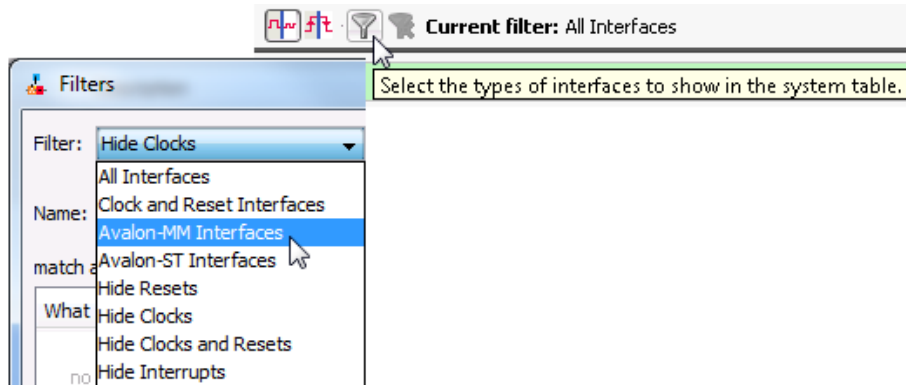 Current filter: All Interfaces
Select the types of interfaces to show in the system table.
Filters
Filter: Hide Clocks
All Interfaces
Clock and Reset Interfaces
Name:
Avalon-MM Interfaces
Avalon-ST Interfaces
match a
Hide Resets
What
Hide Clocks
Hide Clocks and Resets
no
Hide Interrupts